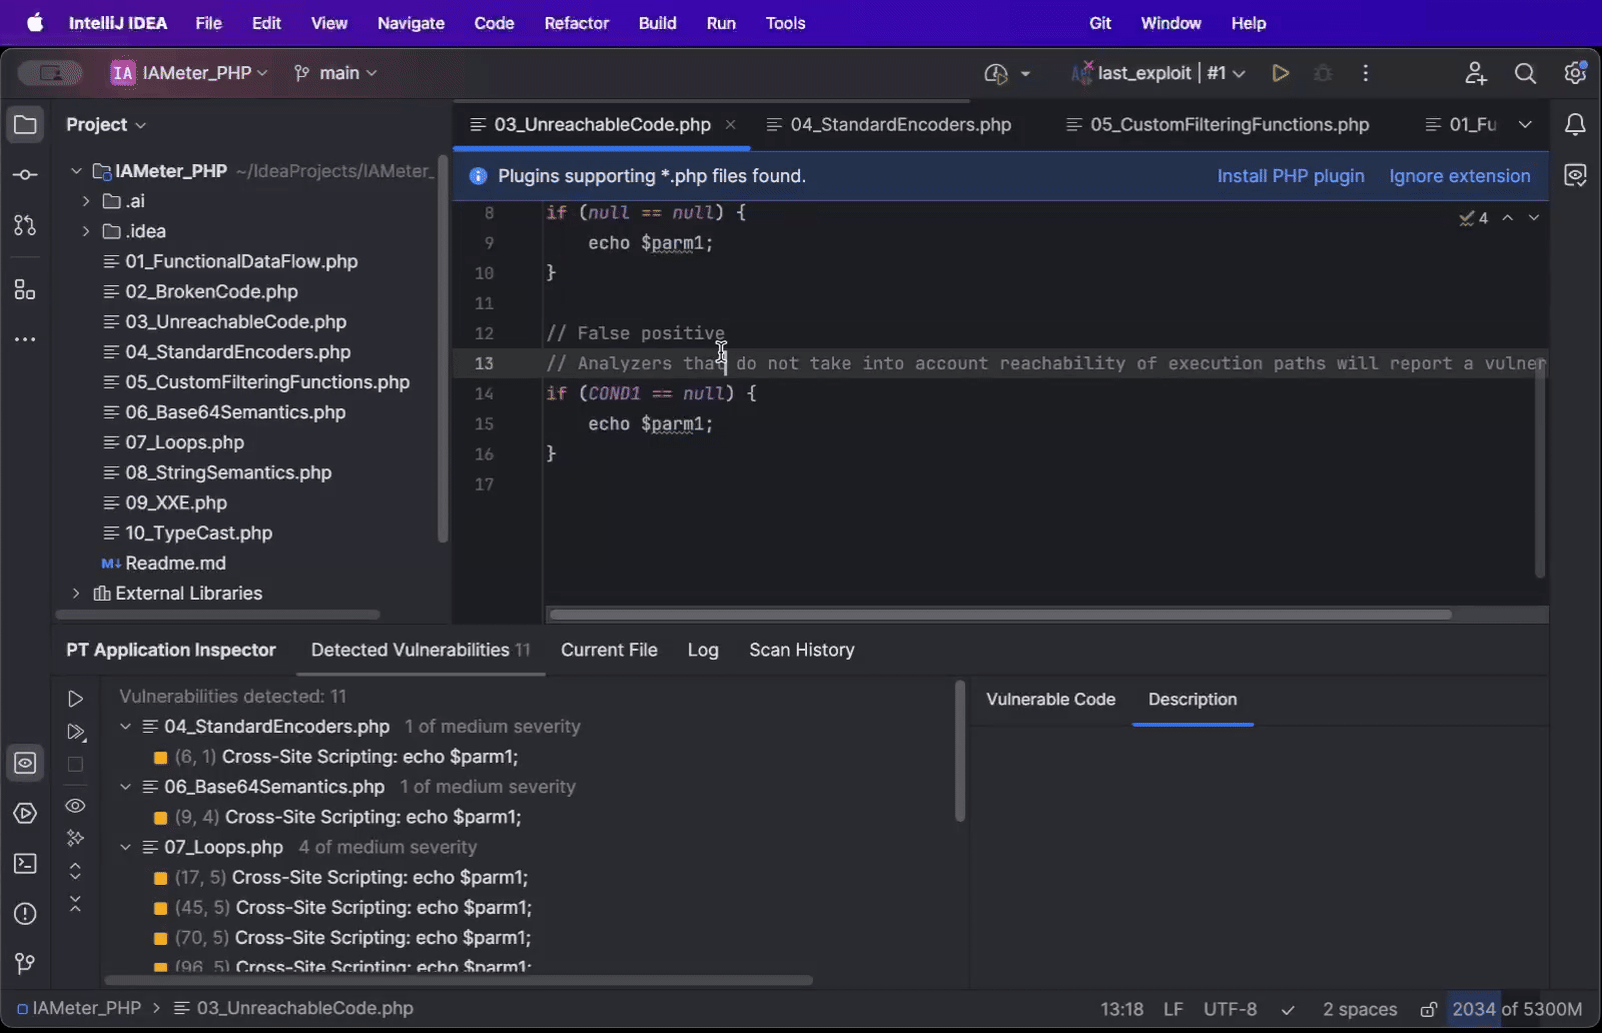 IntelliJ IDEA File Edit View Navigate Code Refactor Build Run Tools Git Window Help
IA IAMeter_PHP main last_exploit #1
Project
IAMeter_PHP ~/IdeaProjects/IAMeter_
.ai
.idea
01_FunctionalDataFlow.php
02_BrokenCode.php
03_UnreachableCode.php
04_StandardEncoders.php
05_CustomFilteringFunctions.php
06_Base64Semantics.php
07_Loops.php
08_StringSemantics.php
09_XXE.php
10_TypeCast.php
M↓ Readme.md
External Libraries
03_UnreachableCode.php 04_StandardEncoders.php 05_CustomFilteringFunctions.php 01_Fu
Plugins supporting *.php files found. Install PHP plugin Ignore extension
4
8 if (null == null) {
9 echo $parm1;
10 }
11
12 // False positive
13 // Analyzers that do not take into account reachability of execution paths will report a vulner
14 if (COND1 == null) {
15 echo $parm1;
16 }
17
PT Application Inspector Detected Vulnerabilities 11 Current File Log Scan History
Vulnerabilities detected: 11
04_StandardEncoders.php 1 of medium severity
(6, 1) Cross-Site Scripting: echo $parm1;
06_Base64Semantics.php 1 of medium severity
(9, 4) Cross-Site Scripting: echo $parm1;
07_Loops.php 4 of medium severity
(17, 5) Cross-Site Scripting: echo $parm1;
(45, 5) Cross-Site Scripting: echo $parm1;
(70, 5) Cross-Site Scripting: echo $parm1;
(96, 5) Cross-Site Scripting: echo $parm1;
Vulnerable Code Description
IAMeter_PHP > 03_UnreachableCode.php 13:18 LF UTF-8 2 spaces 2034 of 5300M